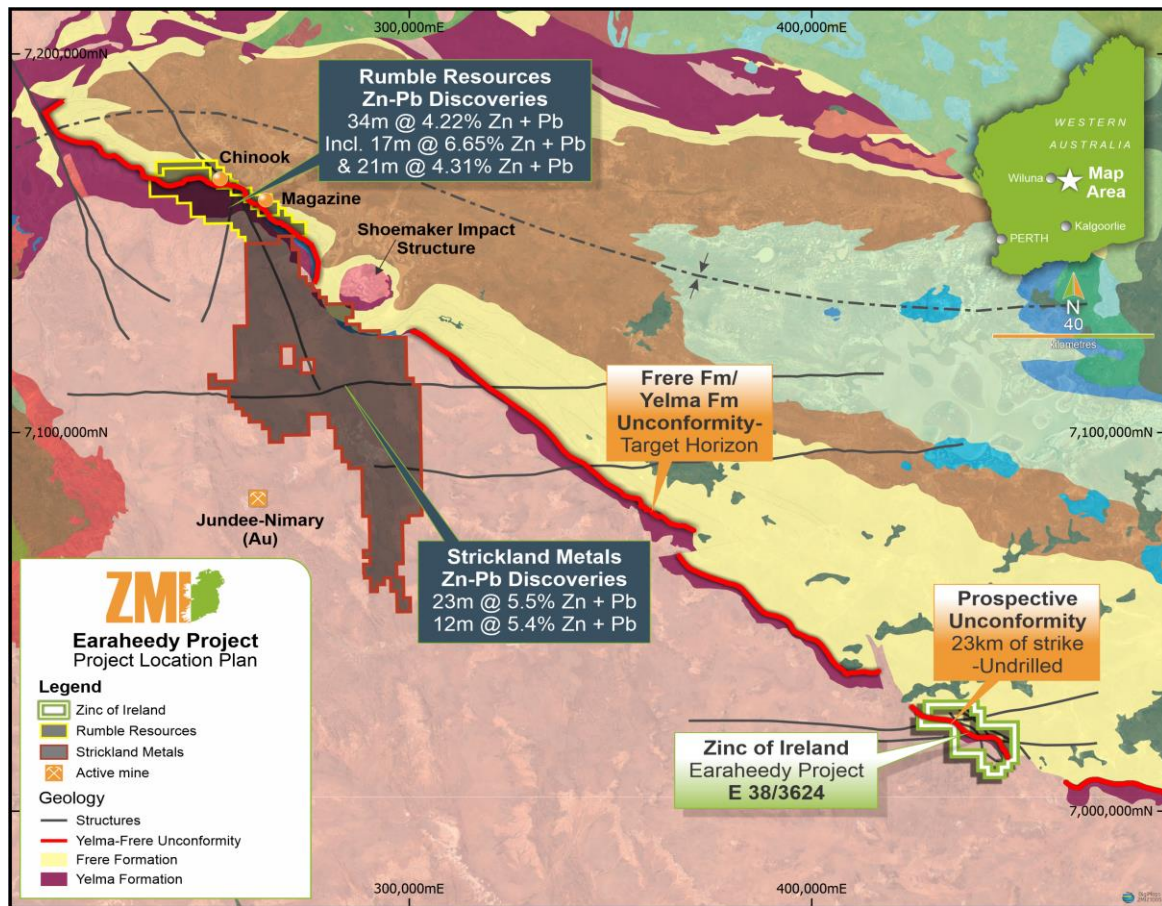 300,000mE
400,000mE
7,200,000mN
Rumble Resources
Zn-Pb Discoveries
34m @ 4.22% Zn + Pb
Incl. 17m @ 6.65% Zn + Pb
& 21m @ 4.31% Zn + Pb
Chinook
Magazine
Shoemaker Impact
Structure
WESTERN
AUSTRALIA
Wiluna
Map
Area
Kalgoorlie
PERTH
N
40
kilometres
Frere Fm/
Yelma Fm
Unconformity-
Target Horizon
7,100,000mN
7,100,000mN
Jundee-Nimary
(Au)
Strickland Metals
Zn-Pb Discoveries
23m @ 5.5% Zn + Pb
12m @ 5.4% Zn + Pb
Prospective
Unconformity
23km of strike
-Undrilled
Zinc of Ireland
Earaheedy Project
E 38/3624
7,000,000mN
ZMI
Earaheedy Project
Project Location Plan
Legend
Zinc of Ireland
Rumble Resources
Strickland Metals
Active mine
Geology
Structures
Yelma-Frere Unconformity
Frere Formation
Yelma Formation
300,000mE
400,000mE